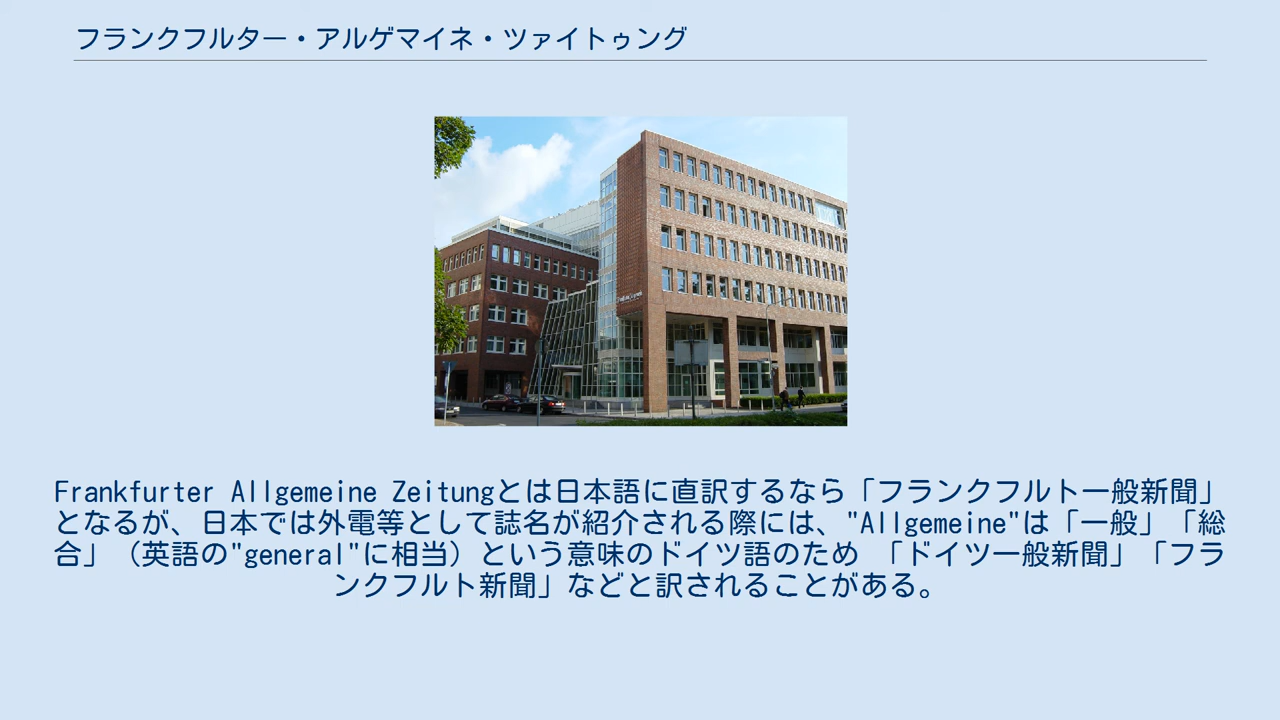 フランクフルター・アルゲマイネ・ツァイトゥング
Frankfurter Allgemeine Zeitungとは日本語に直訳するなら「フランクフルト一般新聞」
となるが、日本では外電等として誌名が紹介される際には、"Allgemeine"は「一般」「総
合」（英語の"general"に相当）という意味のドイツ語のため 「ドイツ一般新聞」「フラ
ンクフルト新聞」などと訳されることがある。